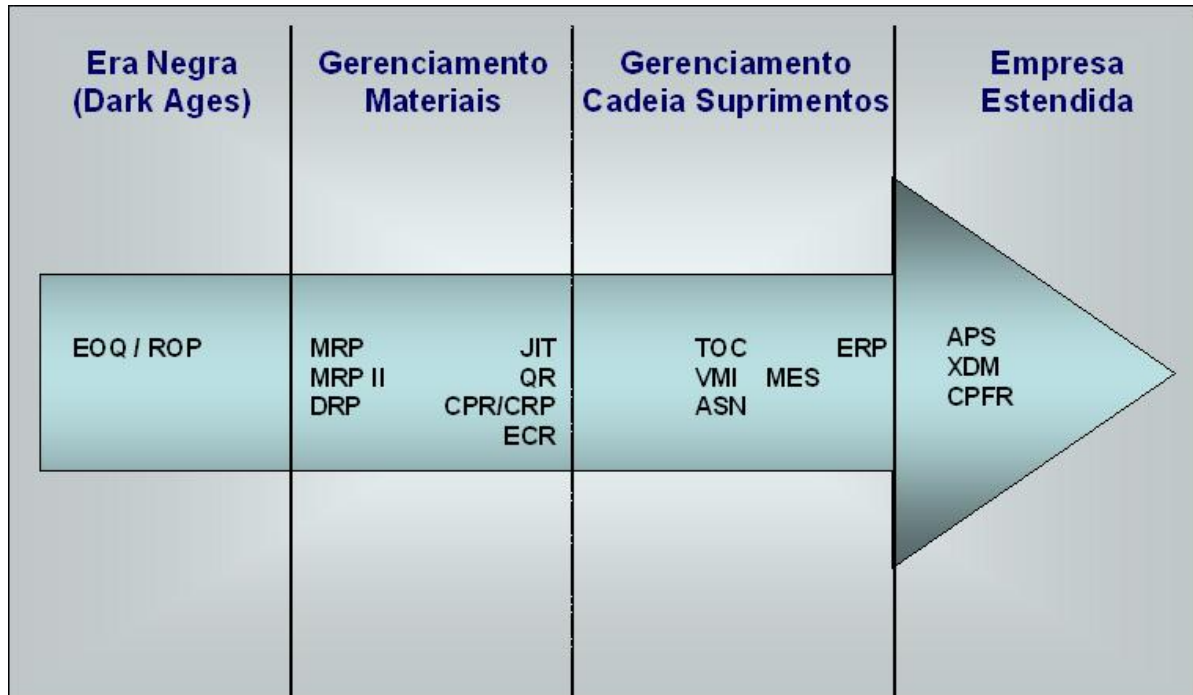 Era Negra
(Dark Ages)
Gerenciamento
Materiais
Gerenciamento
Cadeia Suprimentos
Empresa
Estendida
EOQ / ROP
MRP JIT
MRP II QR
DRP CPR/CRP
ECR
TOC ERP
VMI MES
ASN
APS
XDM
CPFR